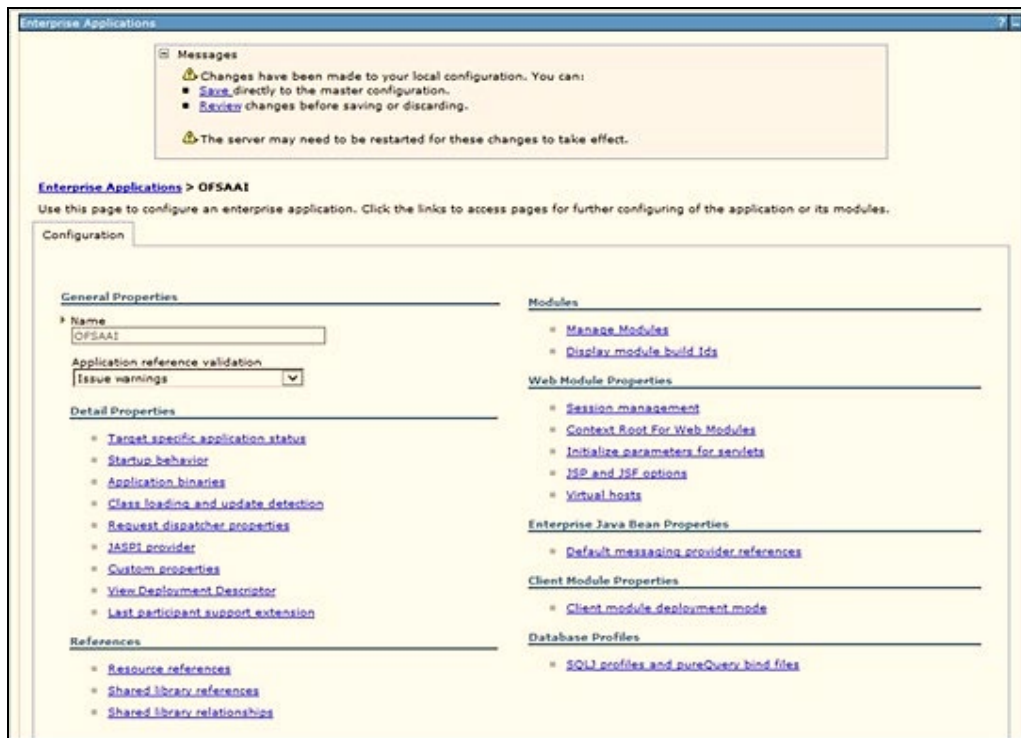 Enterprise Applications
?
Messages
Changes have been made to your local configuration. You can:
Save directly to the master configuration.
Review changes before saving or discarding.
The server may need to be restarted for these changes to take effect.
Enterprise Applications > OFSAAI
Use this page to configure an enterprise application. Click the links to access pages for further configuring of the application or its modules.
Configuration
General Properties
Name
OFSAAI
Application reference validation
Issue warnings
Detail Properties
Target specific application status
Startup behavior
Application binaries
Class loading and update detection
Request dispatcher properties
JASPI provider
Custom properties
View Deployment Descriptor
Last participant support extension
References
Resource references
Shared library references
Shared library relationships
Modules
Manage Modules
Display module build Ids
Web Module Properties
Session management
Context Root For Web Modules
Initialize parameters for servlets
JSP and JSF options
Virtual hosts
Enterprise Java Bean Properties
Default messaging provider references
Client Module Properties
Client module deployment mode
Database Profiles
SQLJ profiles and pureQuery bind files